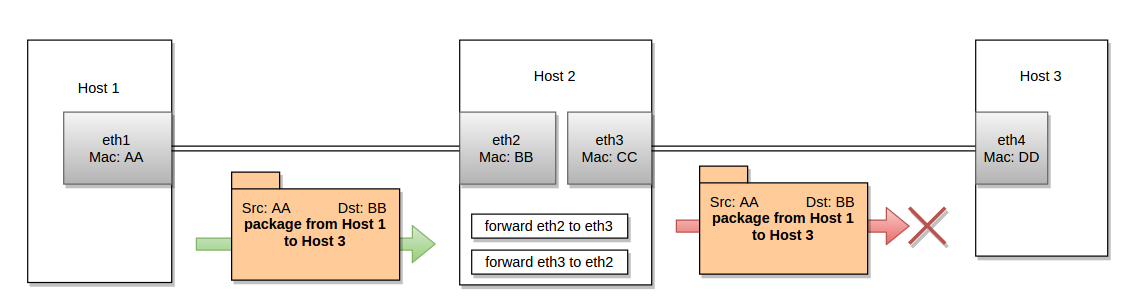 Host 1
eth1
Mac: AA
Src: AA Dst: BB
package from Host 1
to Host 3
Host 2
eth2
Mac: BB
eth3
Mac: CC
forward eth2 to eth3
forward eth3 to eth2
Src: AA Dst: BB
package from Host 1
to Host 3
Host 3
eth4
Mac: DD